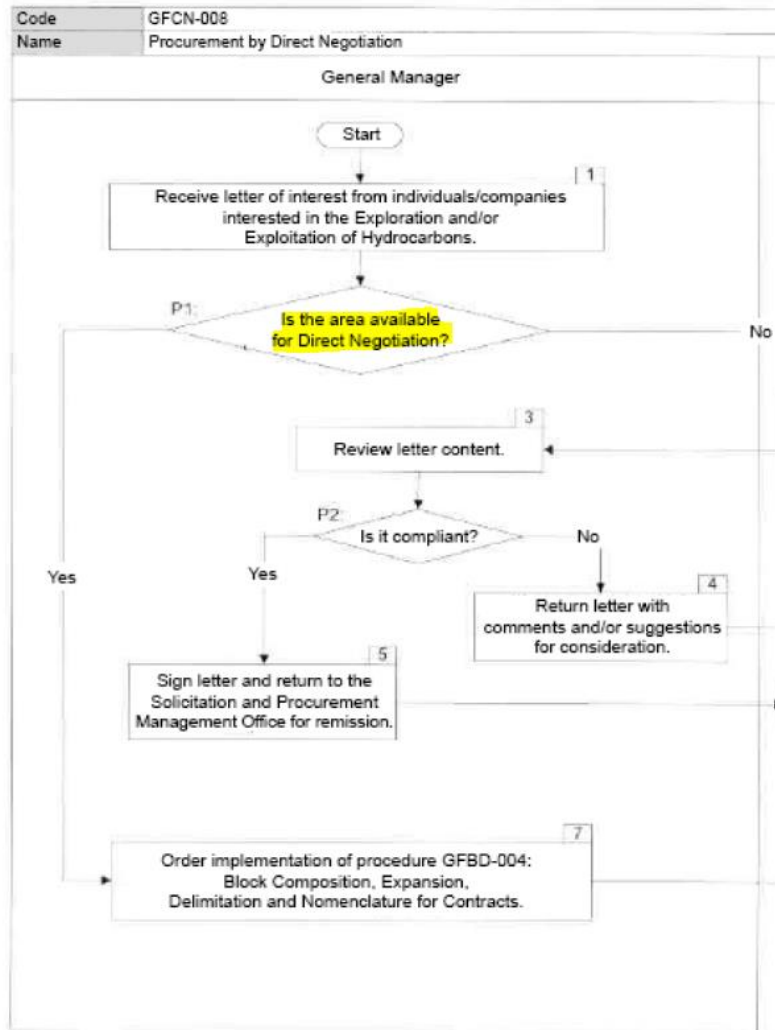 Code GFCN-008
Name Procurement by Direct Negotiation
General Manager
Start
1
Receive letter of interest from individuals/companies
interested in the Exploration and/or
Exploitation of Hydrocarbons.
P1:
Is the area available
for Direct Negotiation?
No
3
Review letter content.
P2:
Is it compliant?
No
Yes
Yes
4
Return letter with
comments and/or suggestions
for consideration.
5
Sign letter and return to the
Solicitation and Procurement
Management Office for remission.
7
Order implementation of procedure GFBD-004:
Block Composition, Expansion,
Delimitation and Nomenclature for Contracts.